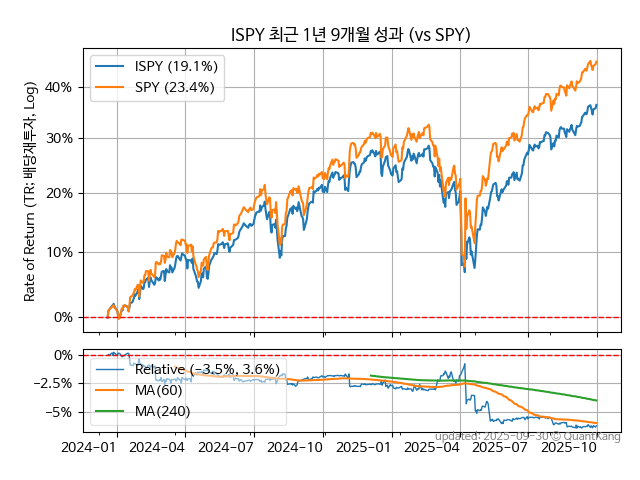 ISPY 최근 1년 9개월 성과 (vs SPY)
ISPY (19.1%)
SPY (23.4%)
Rate of Return (TR: 배당재투자, Log)
40%
30%
20%
10%
0%
0%
−2.5%
−5%
Relative (−3.5%, 3.6%)
MA(60)
MA(240)
updated: 2025-09-30 © QuantKang
2024-01 2024-04 2024-07 2024-10 2025-01 2025-04 2025-07 2025-10